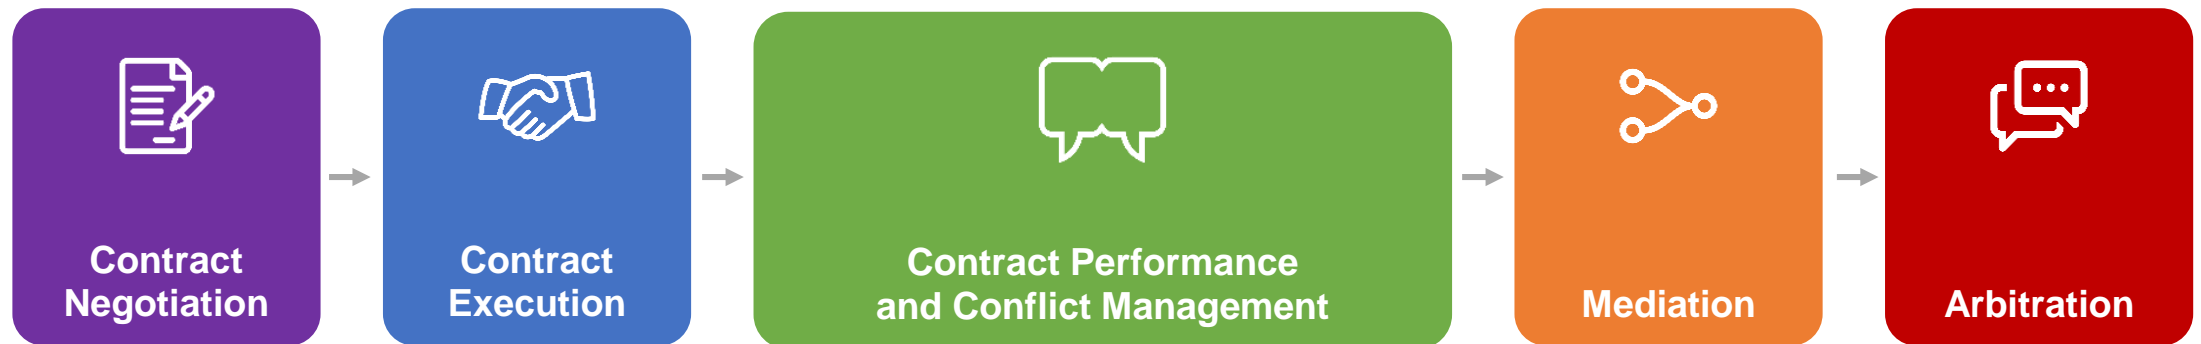 Contract
Negotiation
Contract
Execution
Contract Performance
and Conflict Management
Mediation
Arbitration